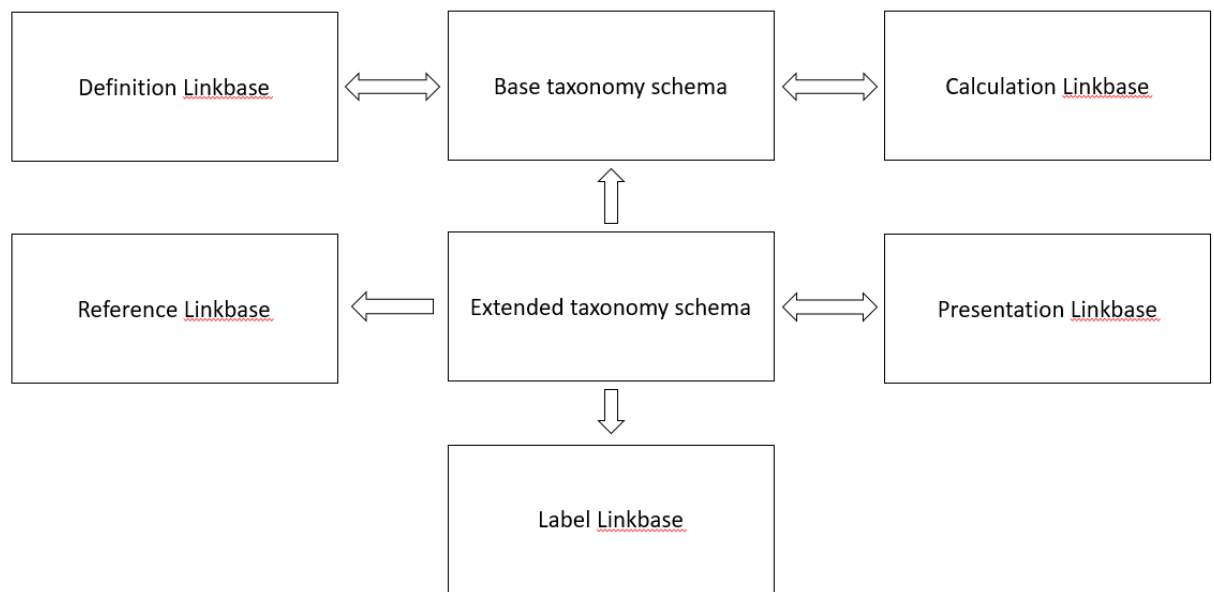 Definition Linkbase
Base taxonomy schema
Calculation Linkbase
Reference Linkbase
Extended taxonomy schema
Presentation Linkbase
Label Linkbase